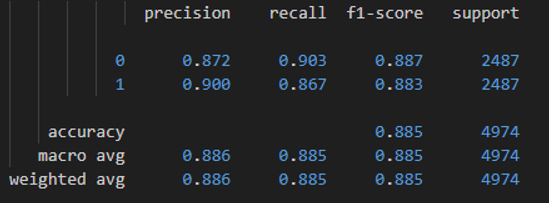 precision recall f1-score support
0 0.872 0.903 0.887 2487
1 0.900 0.867 0.883 2487
accuracy 0.885 4974
macro avg 0.886 0.885 0.885 4974
weighted avg 0.886 0.885 0.885 4974